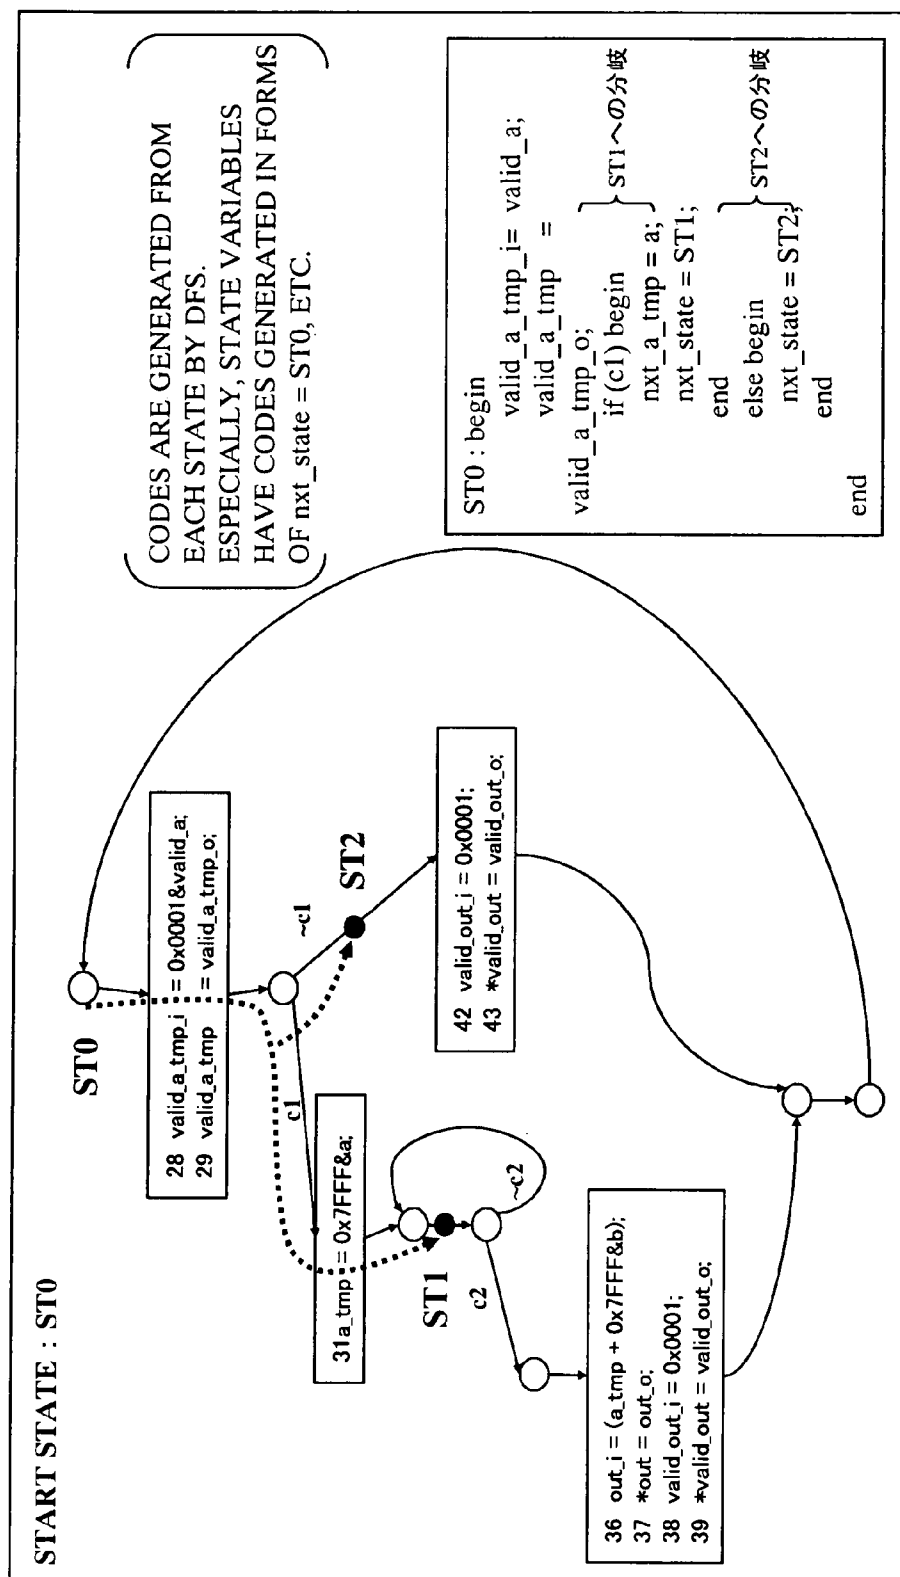 START STATE : ST0
CODES ARE GENERATED FROM
EACH STATE BY DFS.
ESPECIALLY, STATE VARIABLES
HAVE CODES GENERATED IN FORMS
OF nxt_state = ST0, ETC.
ST0
28 valid_a_tmp_i = 0x0001&valid_a;
29 valid_a_tmp = valid_a_tmp_o;
c1
~c1
31a_tmp = 0x7FFF&a;
ST2
ST1
c2
~c2
42 valid_out_i = 0x0001;
43 *valid_out = valid_out_o;
36 out_i = (a_tmp + 0x7FFF&b);
37 *out = out_o;
38 valid_out_i = 0x0001;
39 *valid_out = valid_out_o;
ST0 : begin
valid_a_tmp_i= valid_a;
valid_a_tmp =
valid_a_tmp_o;
if (c1) begin
nxt_a_tmp = a;
nxt_state = ST1;
end
ST1への分岐
else begin
nxt_state = ST2;
end
ST2への分岐
end